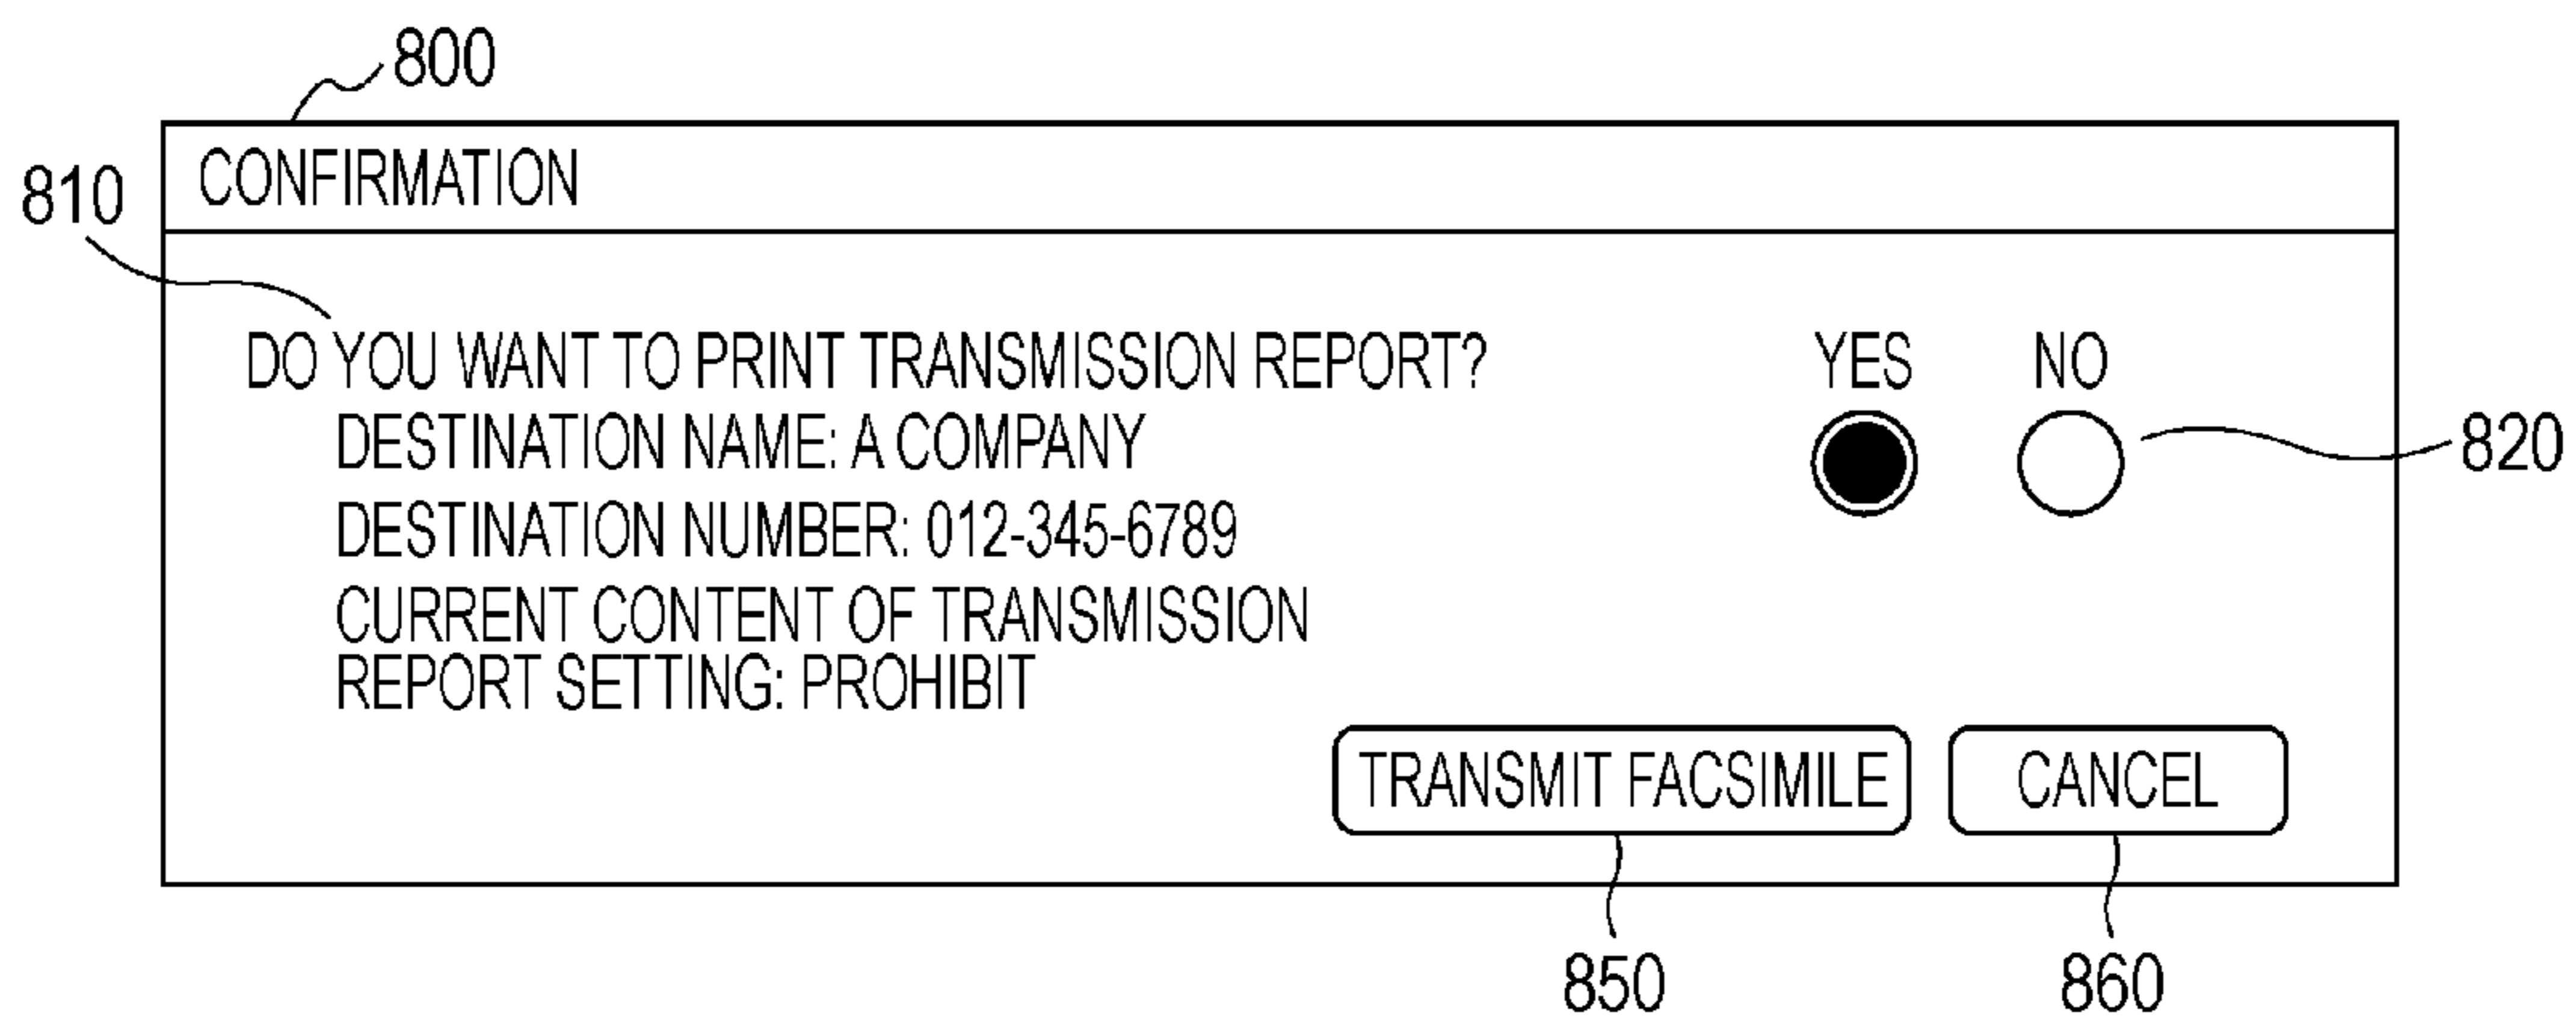 800
CONFIRMATION
810
DO YOU WANT TO PRINT TRANSMISSION REPORT? YES NO
DESTINATION NAME: A COMPANY
820
DESTINATION NUMBER: 012-345-6789
CURRENT CONTENT OF TRANSMISSION
REPORT SETTING: PROHIBIT
TRANSMIT FACSIMILE CANCEL
850 860